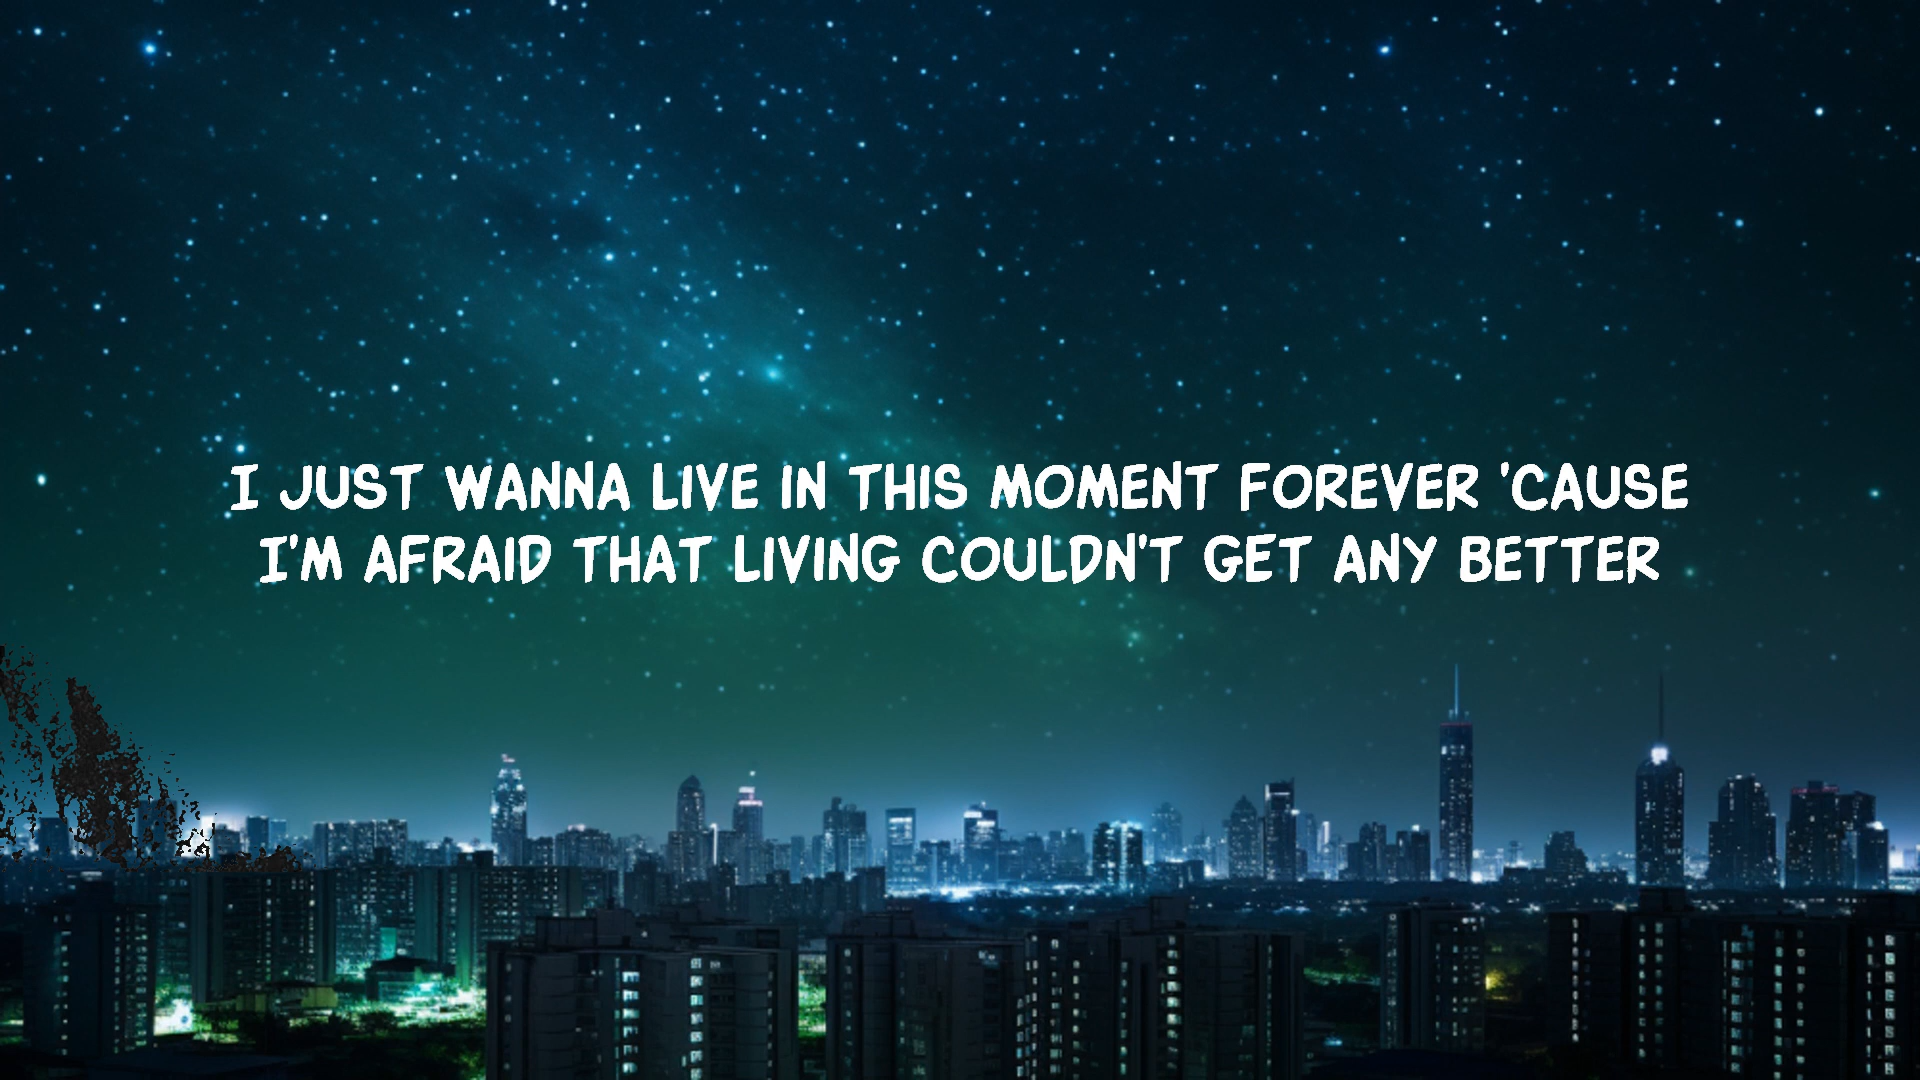 I JUST WANNA LIVE IN THIS MOMENT FOREVER 'CAUSE
I'M AFRAID THAT LIVING COULDN'T GET ANY BETTER